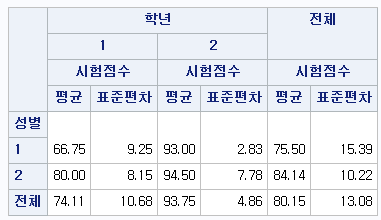 학년 전체
1 2
시험점수 시험점수 시험점수
평균 표준편차 평균 표준편차 평균 표준편차
성별
1 66.75 9.25 93.00 2.83 75.50 15.39
2 80.00 8.15 94.50 7.78 84.14 10.22
전체 74.11 10.68 93.75 4.86 80.15 13.08